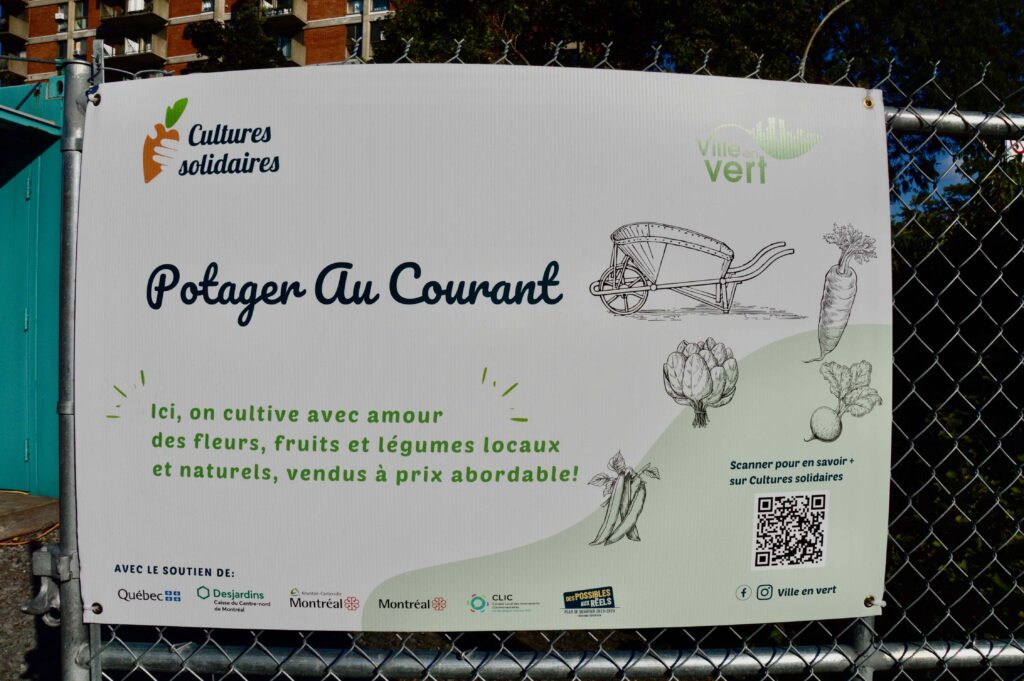 Cultures
solidaires
Ville en
vert
Potager Au Courant
Ici, on cultive avec amour
des fleurs, fruits et légumes locaux
et naturels, vendus à prix abordable!
Scanner pour en savoir +
sur Cultures solidaires
AVEC LE SOUTIEN DE:
Québec
Desjardins
Caisse du Centre-nord
de Montréal
Montréal
Montréal
CLIC
DES POSSIBLES
AUX RÉELS
Ville en vert